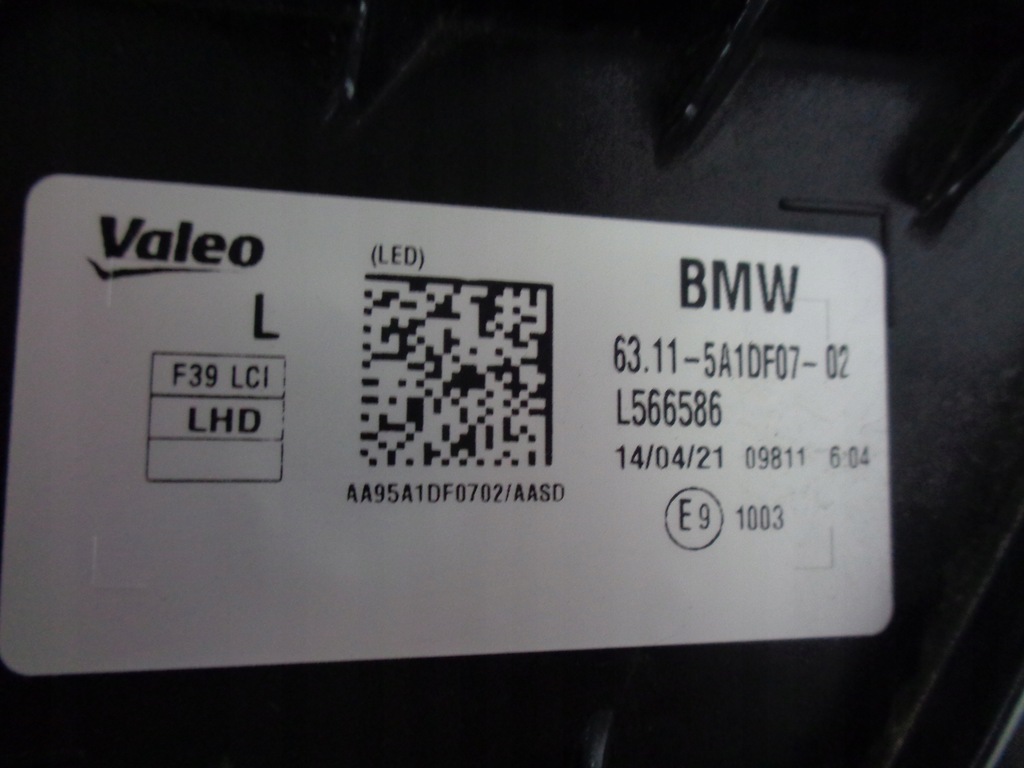 Valeo
L
F39 LCI
LHD
(LED)
AA95A1DF0702/AASD
BMW
63.11-5A1DF07-02
L566586
14/04/21 09811 6:04
E9 1003